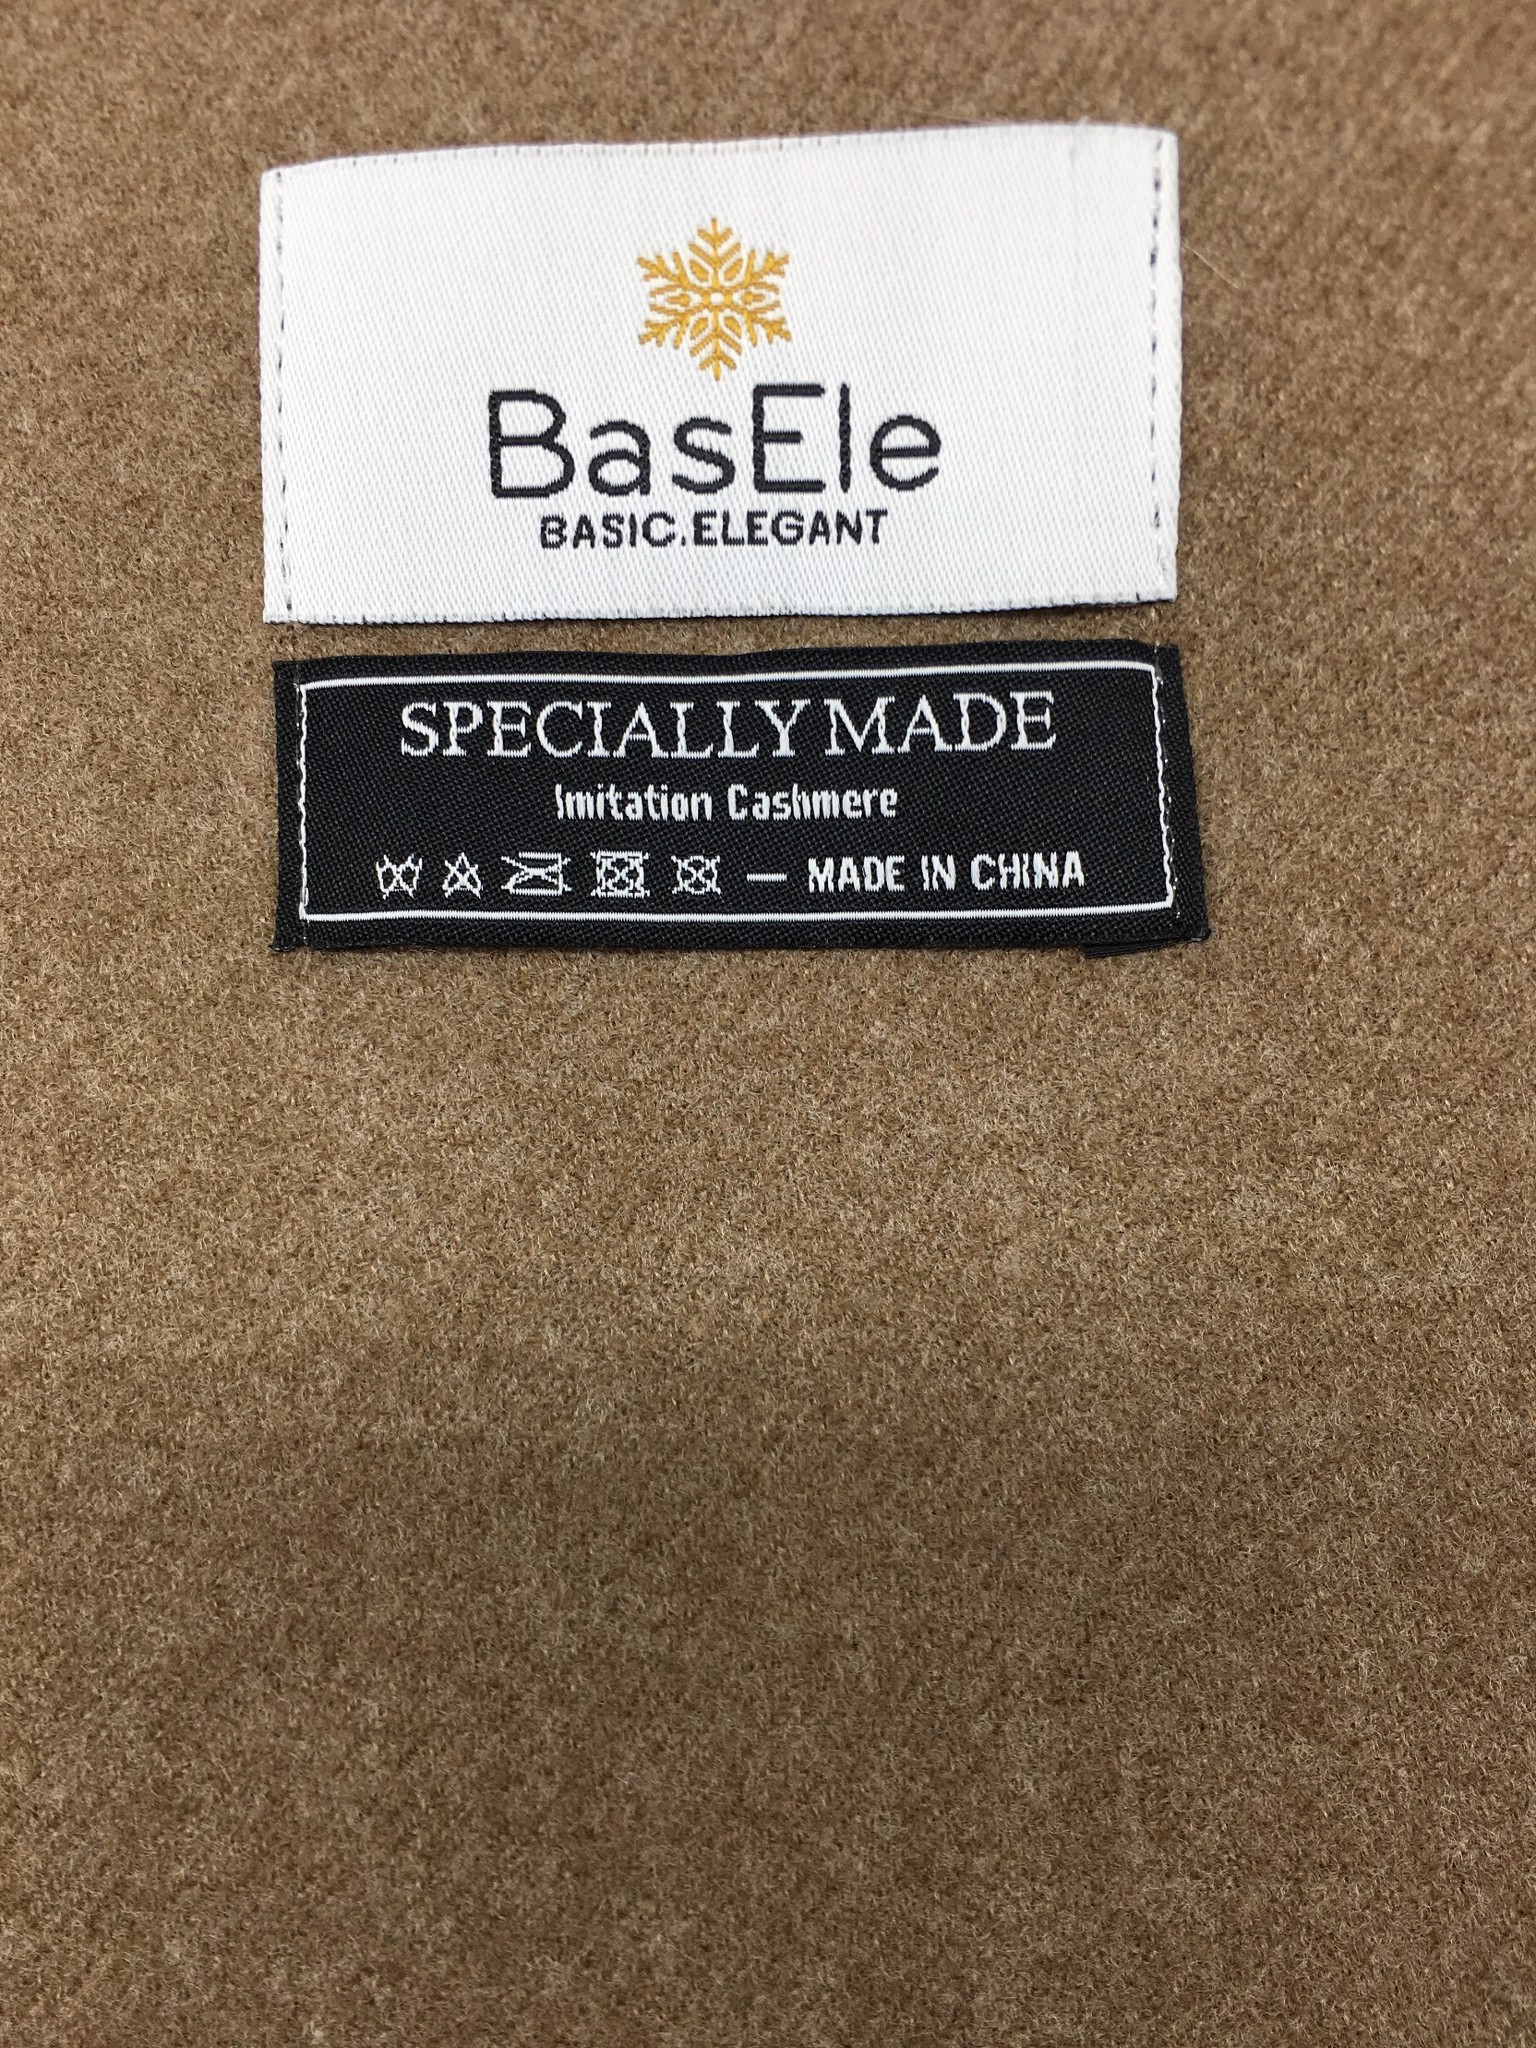 BasEle
BASIC.ELEGANT
SPECIALLY MADE
Imitation Cashmere
— MADE IN CHINA